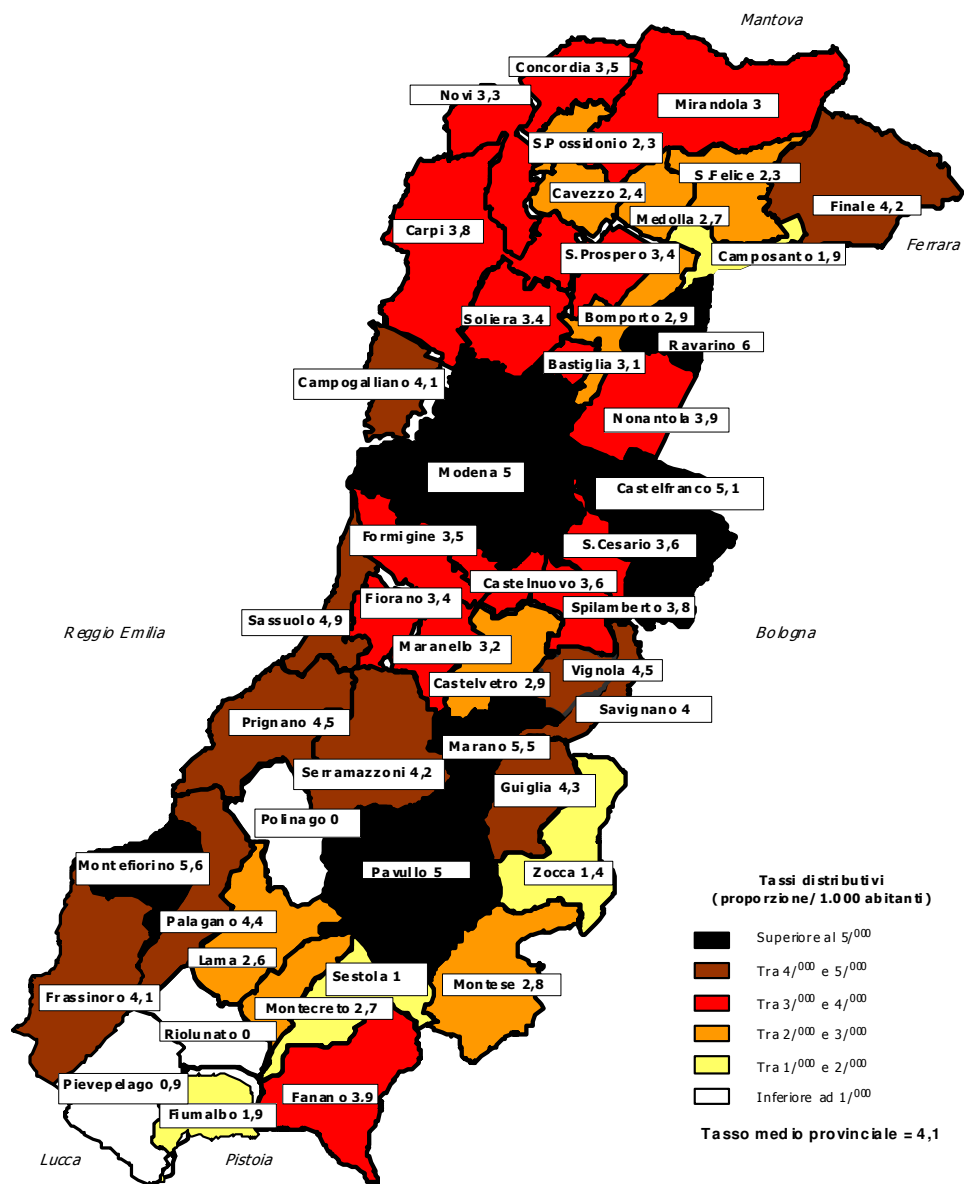 Mantova
Concordia 3,5
Novi 3,3
Mirandola 3
S.Possidonio 2,3
S.Felice 2,3
Cavezzo 2,4
Finale 4,2
Medolla 2,7
Carpi 3,8
Ferrara
S.Prospero 3,4
Camposanto 1,9
Soliera 3.4
Bomporto 2,9
Ravarino 6
Bastiglia 3,1
Campogalliano 4,1
Nonantola 3,9
Modena 5
Castelfranco 5,1
Formigine 3,5
S.Cesario 3,6
Castelnuovo 3,6
Fiorano 3,4
Spilamberto 3,8
Sassuolo 4,9
Reggio Emilia
Bologna
Maranello 3,2
Vignola 4,5
Castelvetro 2,9
Savignano 4
Prignano 4,5
Marano 5,5
Serramazzoni 4,2
Guiglia 4,3
Polinago 0
Montefiorino 5,6
Pavullo 5
Zocca 1,4
Palagano 4,4
Lama 2,6
Sestola 1
Montese 2,8
Frassinoro 4,1
Montecreto 2,7
Riolunato 0
Pievepelago 0,9
Fanano 3.9
Fiumalbo 1,9
Lucca
Pistoia
Tassi distributivi
(proporzione/1.000 abitanti)
Superiore al 5/000
Tra 4/000 e 5/000
Tra 3/000 e 4/000
Tra 2/000 e 3/000
Tra 1/000 e 2/000
Inferiore ad 1/000
Tasso medio provinciale = 4,1